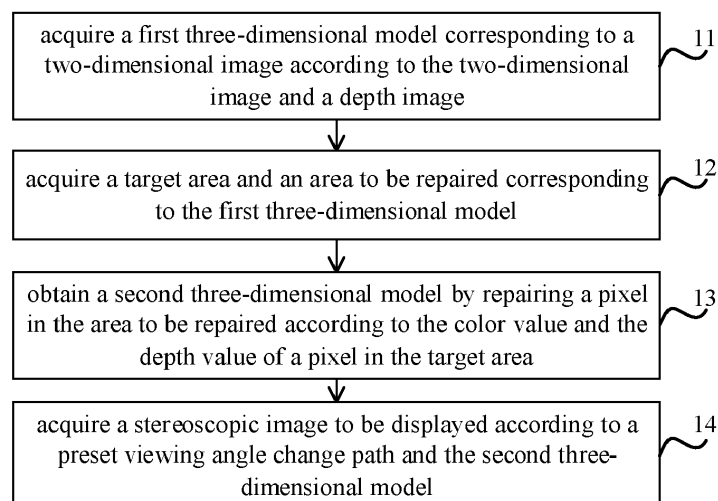 acquire a first three-dimensional model corresponding to a
two-dimensional image according to the two-dimensional
image and a depth image
11
acquire a target area and an area to be repaired corresponding
to the first three-dimensional model
12
obtain a second three-dimensional model by repairing a pixel
in the area to be repaired according to the color value and the
depth value of a pixel in the target area
13
acquire a stereoscopic image to be displayed according to a
preset viewing angle change path and the second three-
dimensional model
14